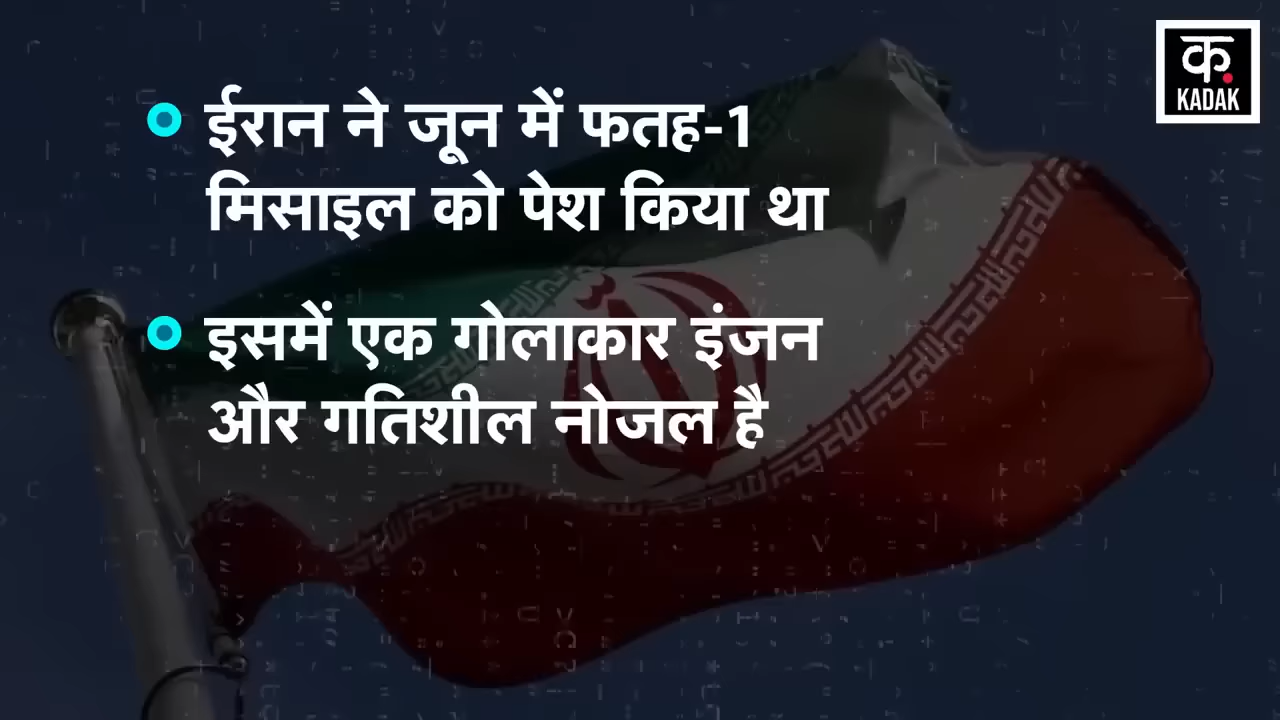 क
KADAK
ईरान ने जून में फतह-1
मिसाइल को पेश किया था
इसमें एक गोलाकार इंजन
और गतिशील नोजल है